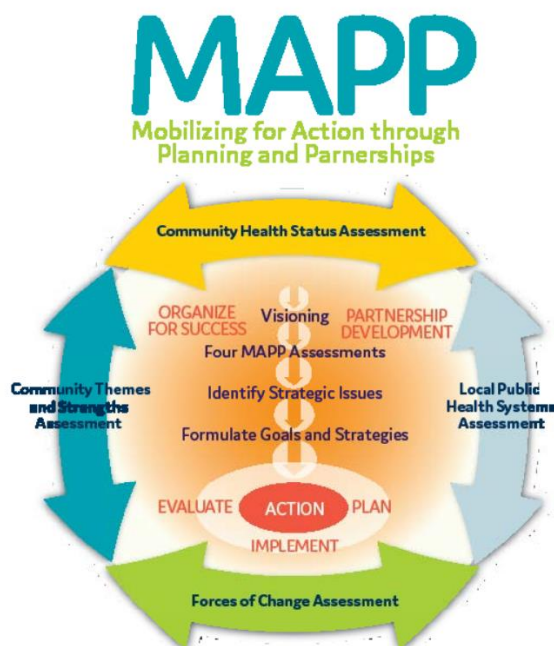 MAPP
Mobilizing for Action through
Planning and Parnerships
Community Health Status Assessment
ORGANIZE
FOR SUCCESS
Visioning
PARTNERSHIP
DEVELOPMENT
Four MAPP Assessments
Community Themes
and Strengths
Assessment
Identify Strategic Issues
Local Public
Health Systems
Assessment
Formulate Goals and Strategies
EVALUATE
ACTION
PLAN
IMPLEMENT
Forces of Change Assessment